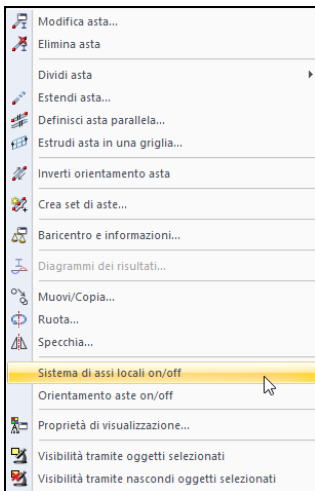 Modifica asta...
Elimina asta
Dividi asta
Estendi asta...
Definisci asta parallela...
Estrudi asta in una griglia...
Inverti orientamento asta
Crea set di aste...
Baricentro e informazioni...
Diagrammi dei risultati...
Muovi/Copia...
Ruota...
Specchia...
Sistema di assi locali on/off
Orientamento aste on/off
Proprietà di visualizzazione...
Visibilità tramite oggetti selezionati
Visibilità tramite nascondi oggetti selezionati